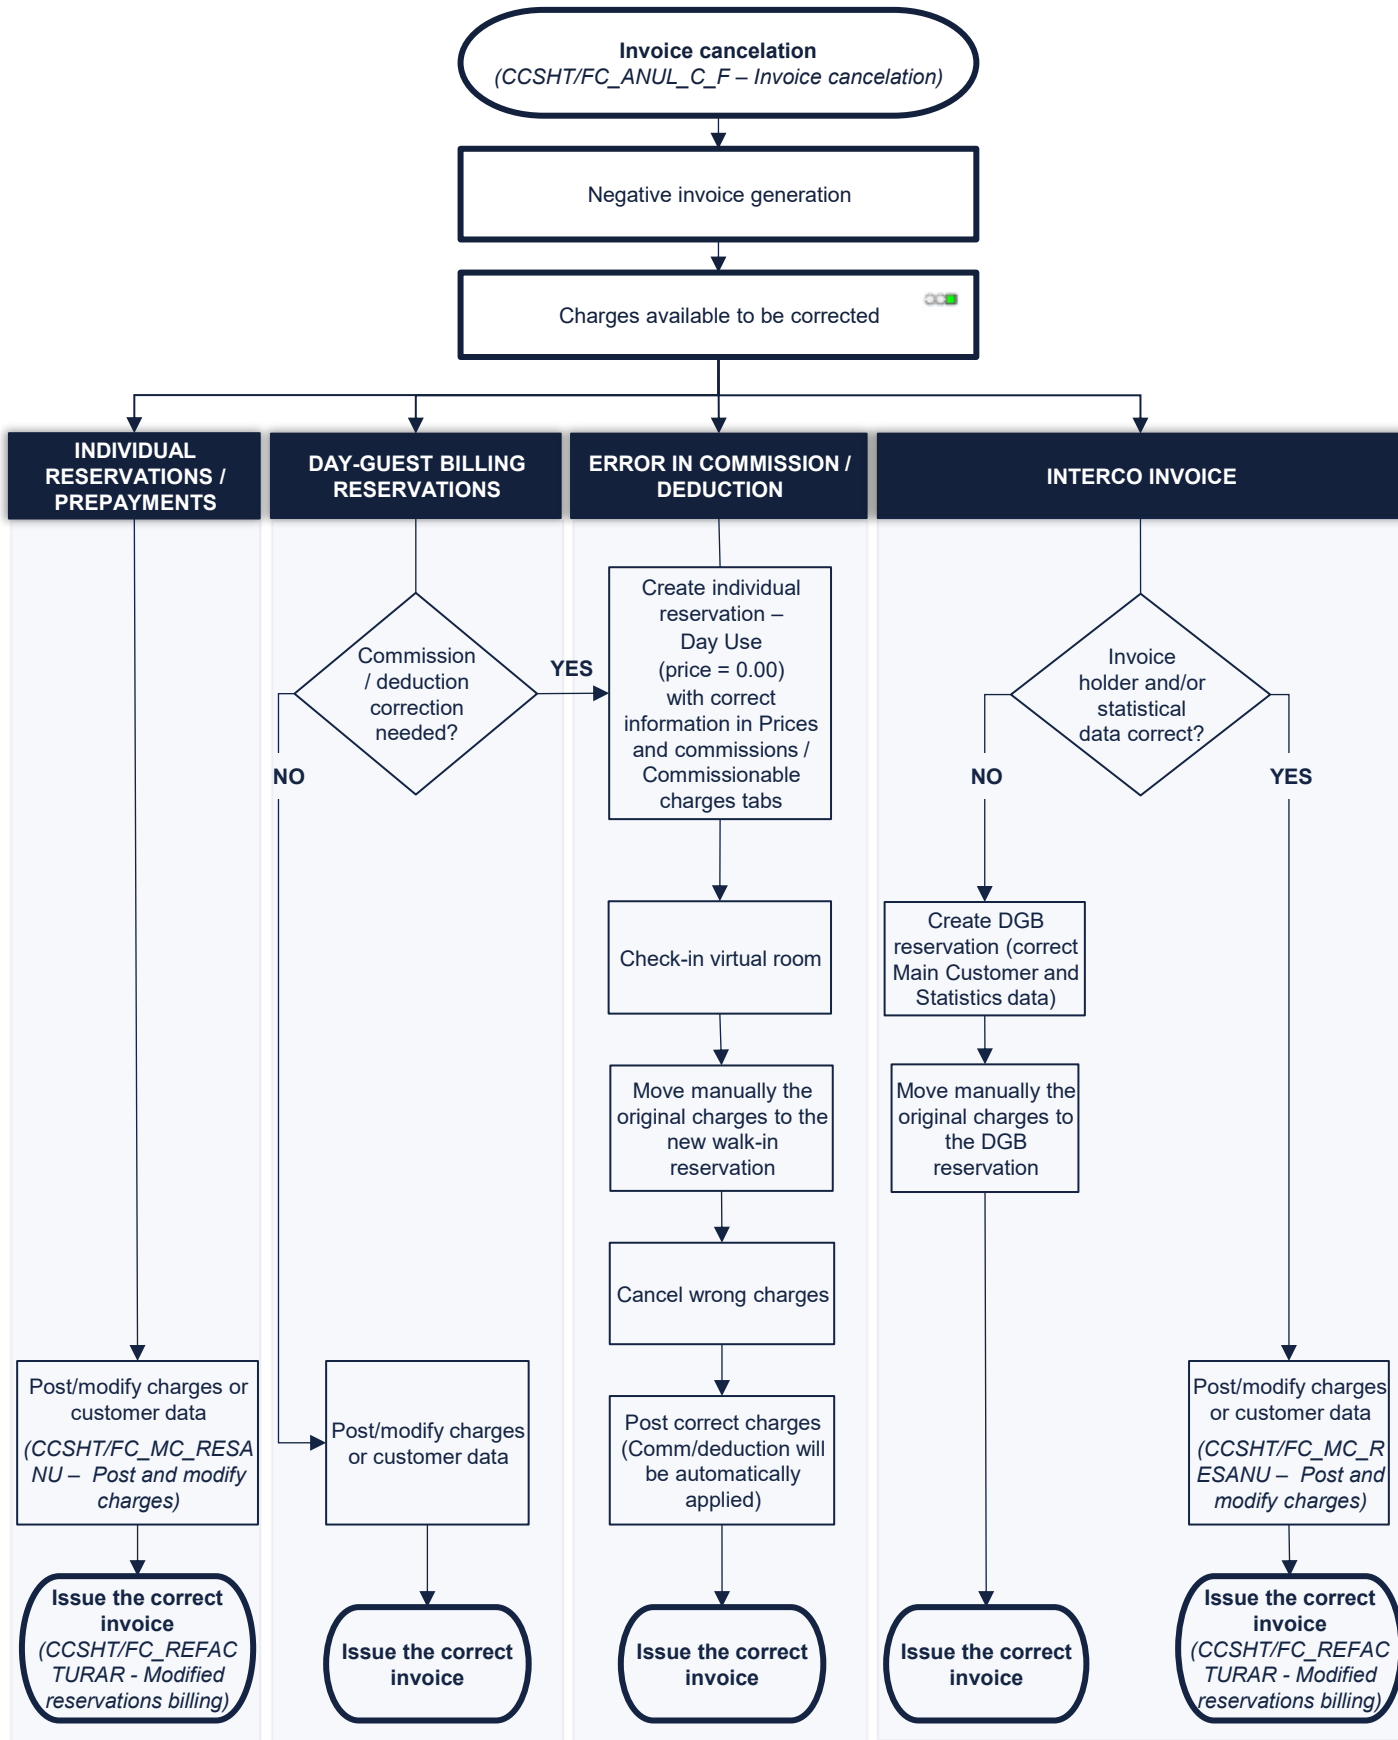 Invoice cancelation
(CCSHT/FC_ANUL_C_F – Invoice cancelation)
Negative invoice generation
Charges available to be corrected
INDIVIDUAL
RESERVATIONS /
PREPAYMENTS
DAY-GUEST BILLING
RESERVATIONS
ERROR IN COMMISSION /
DEDUCTION
INTERCO INVOICE
Commission
/ deduction
correction
needed?
YES
NO
Create individual
reservation –
Day Use
(price = 0.00)
with correct
information in Prices
and commissions /
Commissionable
charges tabs
Invoice
holder and/or
statistical
data correct?
NO
YES
Check-in virtual room
Create DGB
reservation (correct
Main Customer and
Statistics data)
Move manually the
original charges to the
new walk-in
reservation
Move manually the
original charges to
the DGB
reservation
Cancel wrong charges
Post/modify charges or
customer data
(CCSHT/FC_MC_RESA
NU –  Post and modify
charges)
Post/modify charges
or customer data
Post correct charges
(Comm/deduction will
be automatically
applied)
Post/modify charges
or customer data
(CCSHT/FC_MC_R
ESANU –  Post and
modify charges)
Issue the correct
invoice
(CCSHT/FC_REFAC
TURAR - Modified
reservations billing)
Issue the correct
invoice
Issue the correct
invoice
Issue the correct
invoice
Issue the correct
invoice
(CCSHT/FC_REFAC
TURAR - Modified
reservations billing)